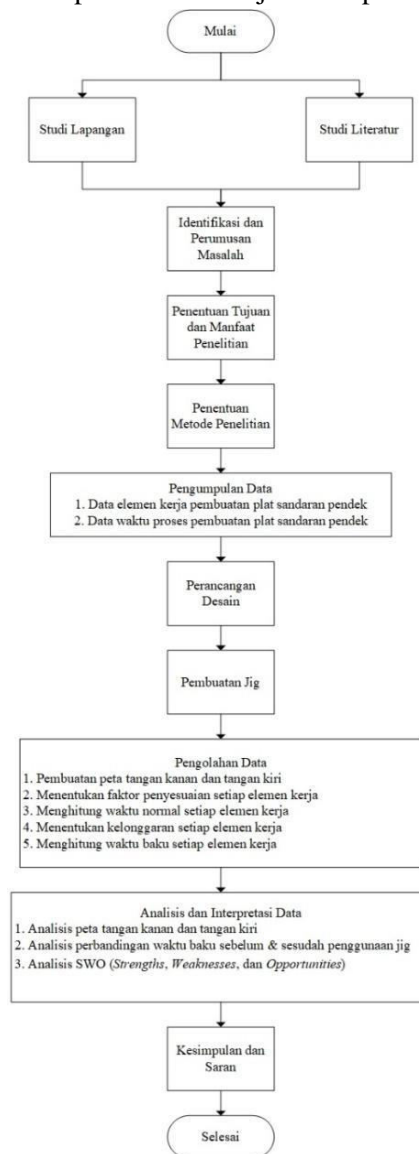 Mulai
Studi Lapangan
Studi Literatur
Identifikasi dan
Perumusan
Masalah
Penentuan Tujuan
dan Manfaat
Penelitian
Penentuan
Metode Penelitian
Pengumpulan Data
1. Data elemen kerja pembuatan plat sandaran pendek
2. Data waktu proses pembuatan plat sandaran pendek
Perancangan
Desain
Pembuatan Jig
Pengolahan Data
1. Pembuatan peta tangan kanan dan tangan kiri
2. Menentukan faktor penyesuaian setiap elemen kerja
3. Menghitung waktu normal setiap elemen kerja
4. Menentukan kelonggaran setiap elemen kerja
5. Menghitung waktu baku setiap elemen kerja
Analisis dan Interpretasi Data
1. Analisis peta tangan kanan dan tangan kiri
2. Analisis perbandingan waktu baku sebelum & sesudah penggunaan jig
3. Analisis SWO (Strengths, Weaknesses, dan Opportunities)
Kesimpulan dan
Saran
Selesai